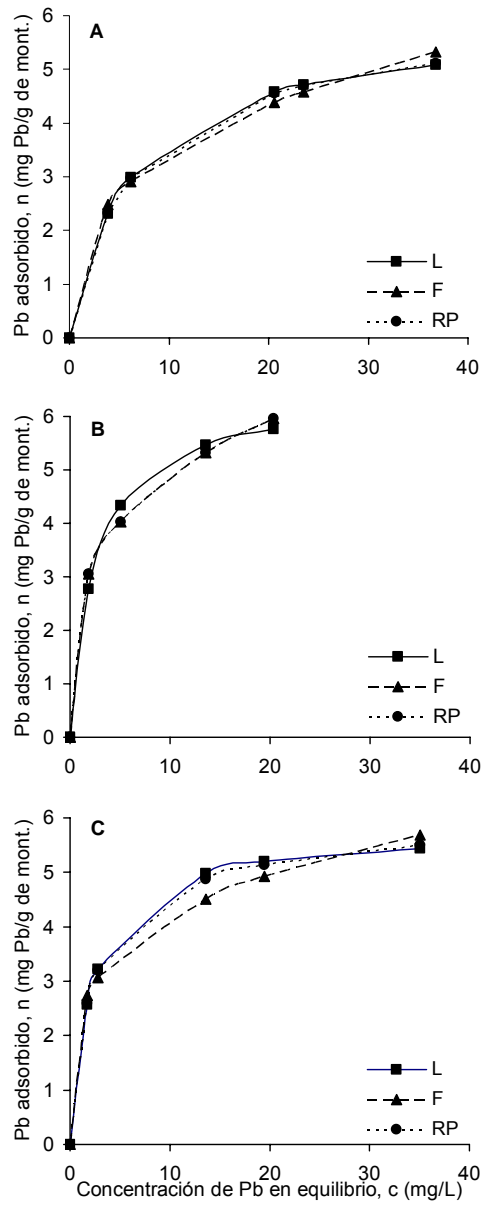 A
Pb adsorbido, n (mg Pb/g de mont.)
6
5
4
3
2
1
0
0 10 20 30 40
L
F
RP
B
Pb adsorbido, n (mg Pb/g de mont.)
6
5
4
3
2
1
0
0 10 20 30 40
L
F
RP
C
Pb adsorbido, n (mg Pb/g de mont.)
6
5
4
3
2
1
0
0 10 20 30 40
L
F
RP
Concentración de Pb en equilibrio, c (mg/L)